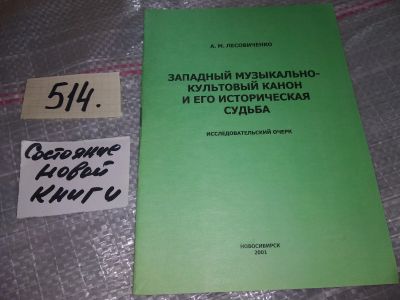 514.
Состояние
новой
книги
А. М. ЛЕСОВИЧЕНКО
ЗАПАДНЫЙ МУЗЫКАЛЬНО-
КУЛЬТОВЫЙ КАНОН
И ЕГО ИСТОРИЧЕСКАЯ
СУДЬБА
ИССЛЕДОВАТЕЛЬСКИЙ ОЧЕРК
НОВОСИБИРСК
2001